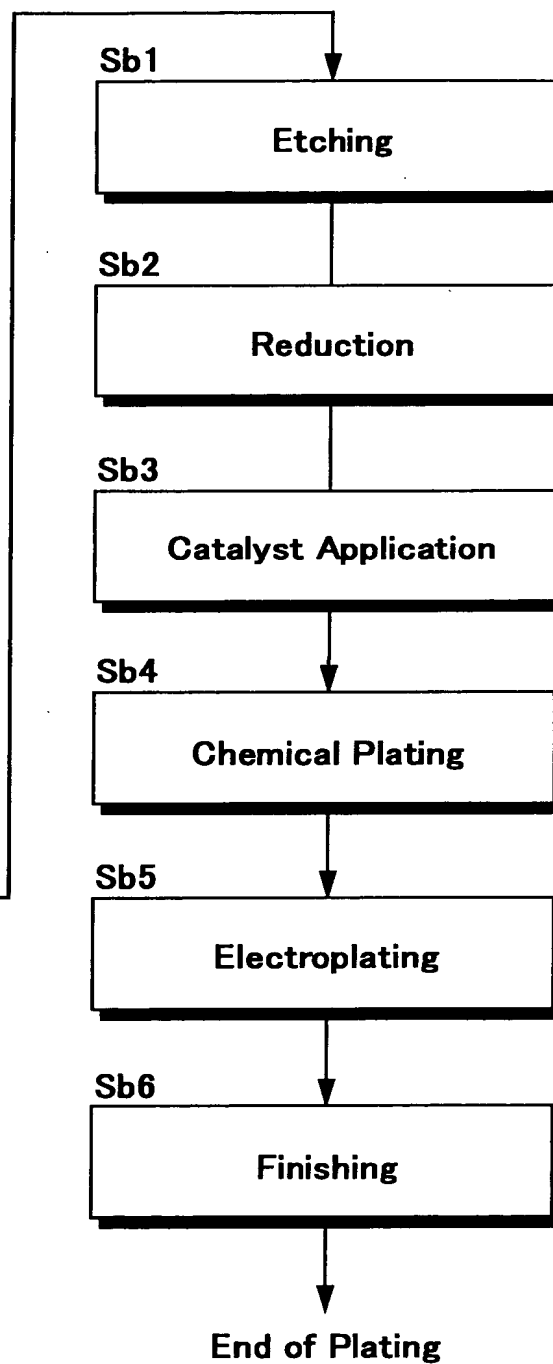 Sb1
Etching
Sb2
Reduction
Sb3
Catalyst Application
Sb4
Chemical Plating
Sb5
Electroplating
Sb6
Finishing
End of Plating